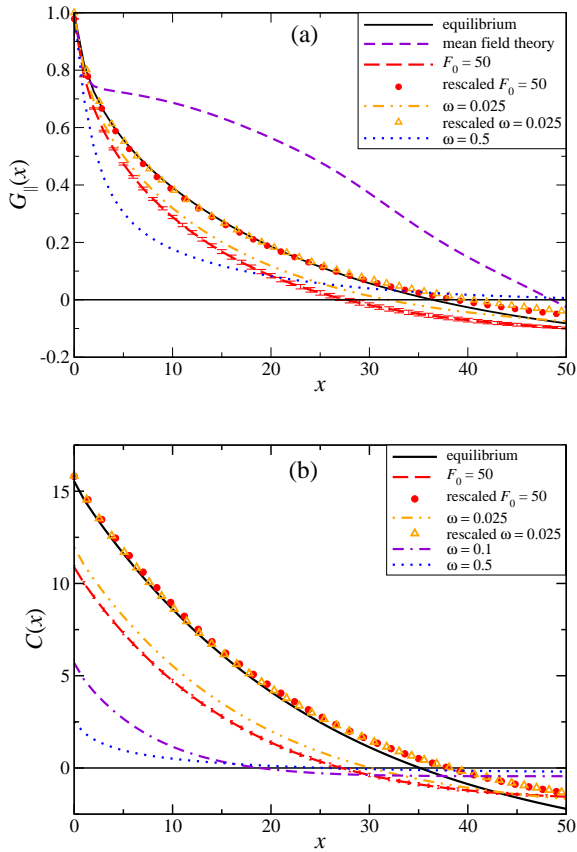 (a)
equilibrium
mean field theory
F₀ = 50
rescaled F₀ = 50
ω = 0.025
rescaled ω = 0.025
ω = 0.5
G∥(x)
1.0
0.8
0.6
0.4
0.2
0
-0.2
0 10 20 30 40 50
x
(b)
equilibrium
F₀ = 50
rescaled F₀ = 50
ω = 0.025
rescaled ω = 0.025
ω = 0.1
ω = 0.5
C(x)
15
10
5
0
0 10 20 30 40 50
x